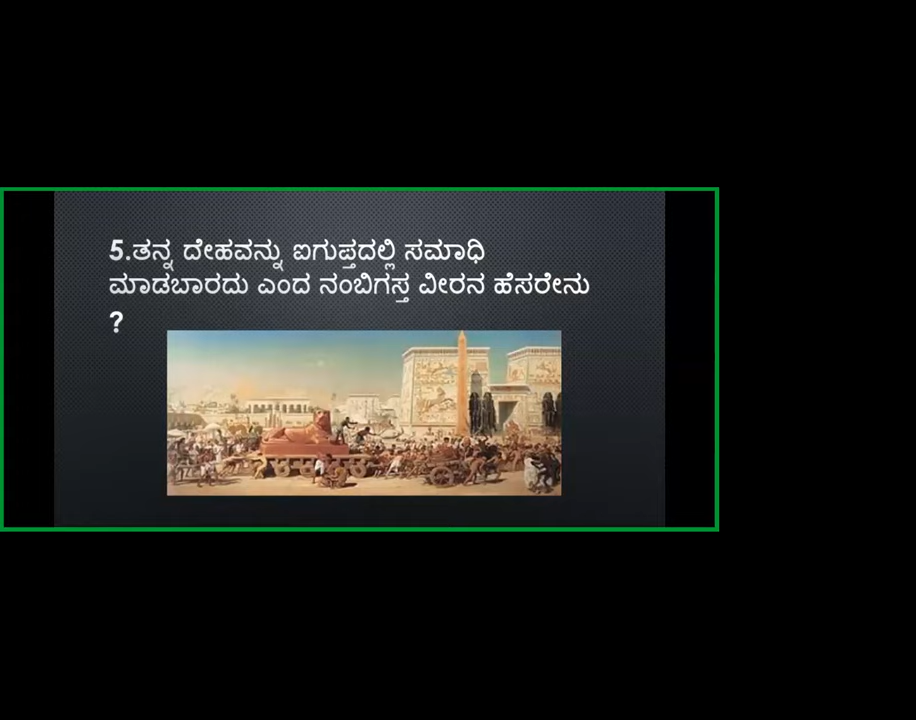 5.ತನ್ನ ದೇಹವನ್ನು ಐಗುಪ್ತದಲ್ಲಿ ಸಮಾಧಿ
ಮಾಡಬಾರದು ಎಂದ ನಂಬಿಗಸ್ತ ವೀರನ ಹೆಸರೇನು
?